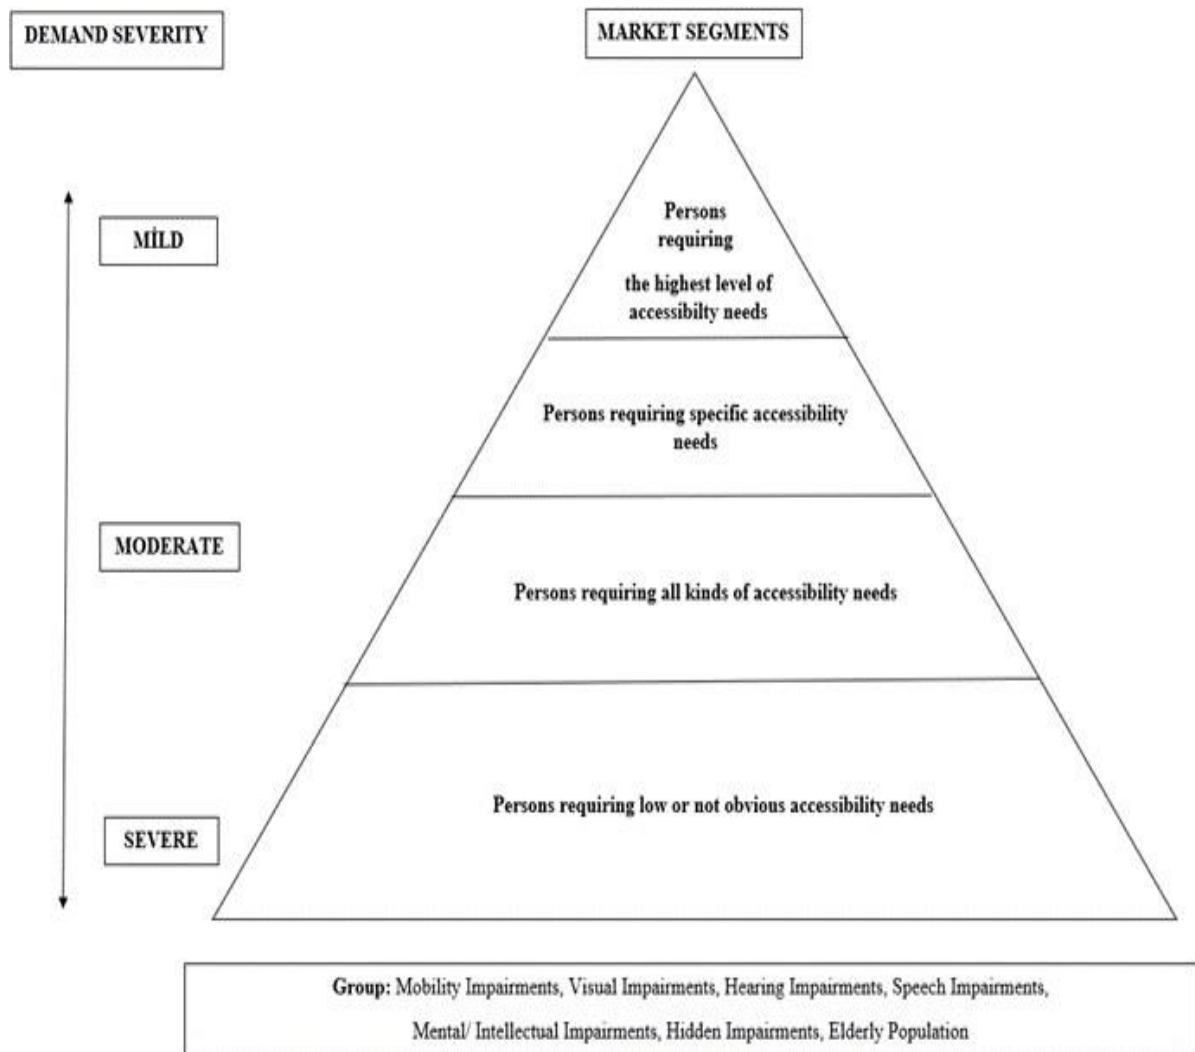 DEMAND SEVERITY
MARKET SEGMENTS
MİLD
MODERATE
SEVERE
Persons
requiring
the highest level of
accessibilty needs
Persons requiring specific accessibility
needs
Persons requiring all kinds of accessibility needs
Persons requiring low or not obvious accessibility needs
Group: Mobility Impairments, Visual Impairments, Hearing Impairments, Speech Impairments,
Mental/ Intellectual Impairments, Hidden Impairments, Elderly Population